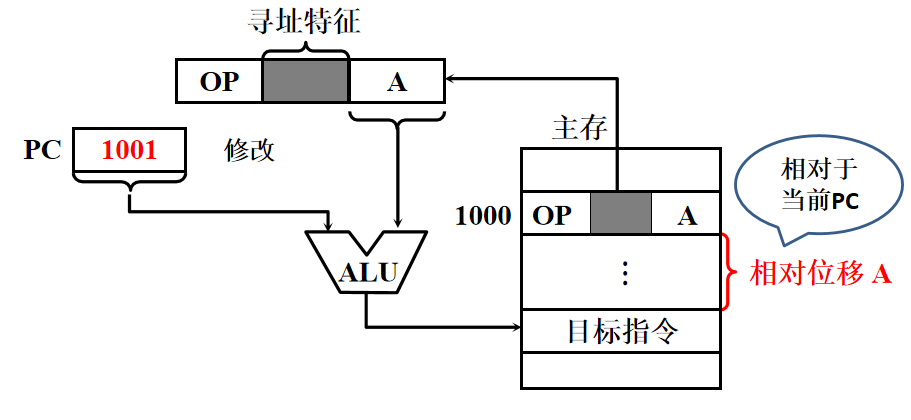 寻址特征
OP A
PC 1001 修改
主存
相对于
当前PC
1000 OP A
ALU
⋮
相对位移 A
目标指令